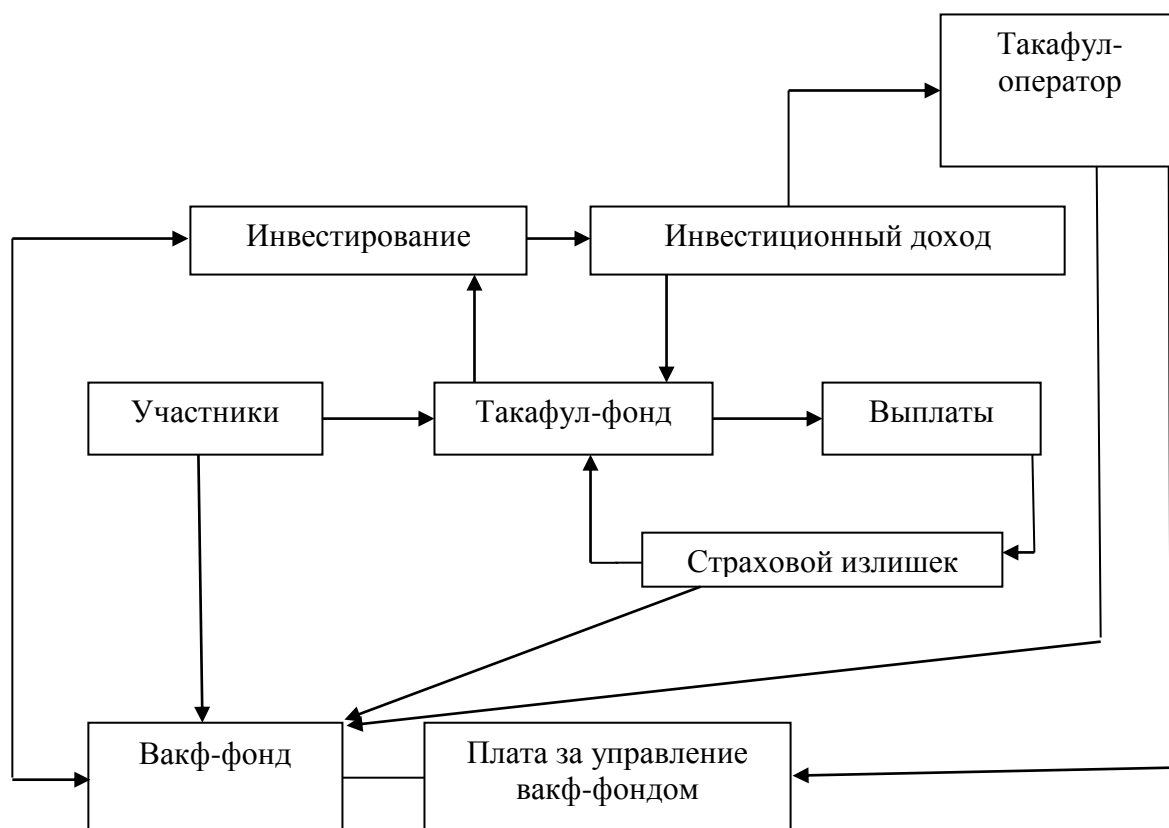 Такафул-
оператор
Инвестирование
Инвестиционный доход
Участники
Такафул-фонд
Выплаты
Страховой излишек
Вакф-фонд
Плата за управление
вакф-фондом